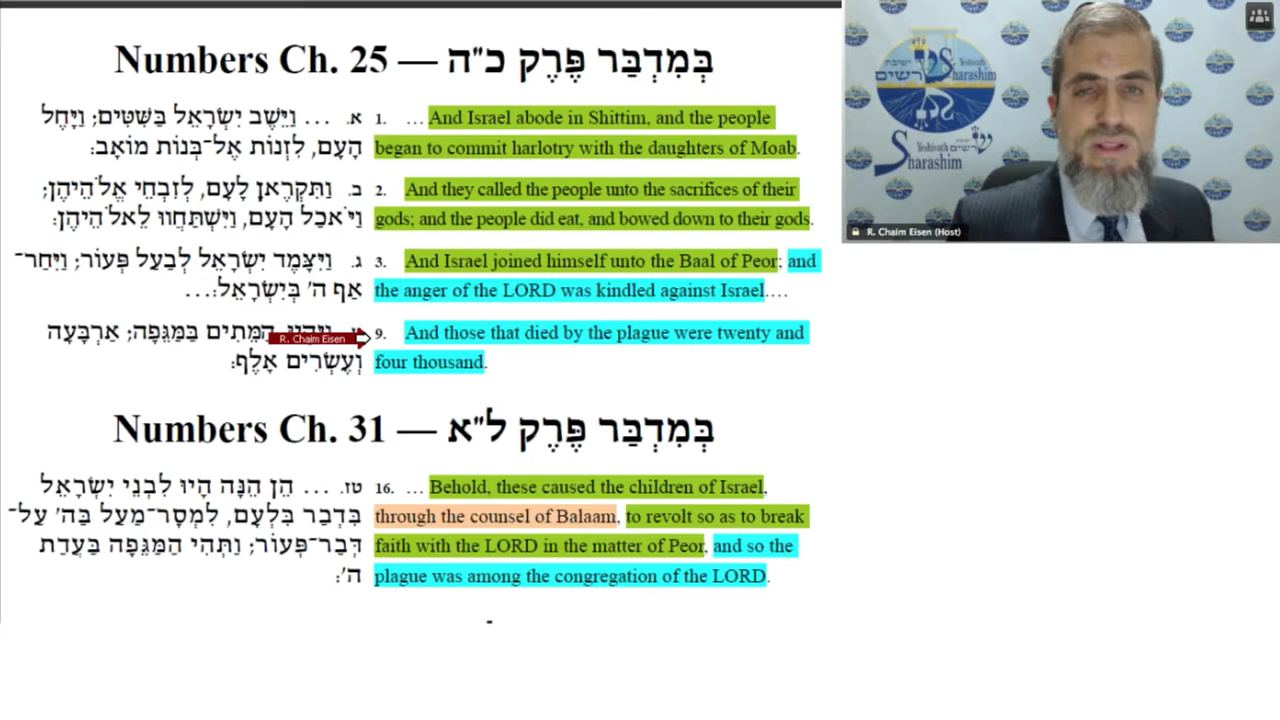 Numbers Ch. 25 — בְּמִדְבַּר פֶּרֶק כ"ה
א. ... וַיֵּשֶׁב יִשְׂרָאֵל בַּשִּׁטִּים; וַיָּחֶל
הָעָם, לִזְנוֹת אֶל־בְּנוֹת מוֹאָב:
1. ... And Israel abode in Shittim, and the people
began to commit harlotry with the daughters of Moab.
ב. וַתִּקְרֶאןָ לָעָם, לְזִבְחֵי אֱלֹהֵיהֶן;
וַיֹּאכַל הָעָם, וַיִּשְׁתַּחֲווּ לֵאלֹהֵיהֶן:
2. And they called the people unto the sacrifices of their
gods; and the people did eat, and bowed down to their gods.
ג. וַיִּצָּמֶד יִשְׂרָאֵל לְבַעַל פְּעוֹר; וַיִּחַר־
אַף ה' בְּיִשְׂרָאֵל:...
3. And Israel joined himself unto the Baal of Peor; and
the anger of the LORD was kindled against Israel....
הַמֵּתִים בַּמַּגֵּפָה; אַרְבָּעָה
וְעֶשְׂרִים אָלֶף:
R. Chaim Eisen
9. And those that died by the plague were twenty and
four thousand.
Numbers Ch. 31 — בְּמִדְבַּר פֶּרֶק ל"א
טז. ... הֵן הֵנָּה הָיוּ לִבְנֵי יִשְׂרָאֵל
בִּדְבַר בִּלְעָם, לִמְסָר־מַעַל בַּה' עַל־
דְּבַר־פְּעוֹר; וַתְּהִי הַמַּגֵּפָה בַּעֲדַת
ה':
16. ... Behold, these caused the children of Israel,
through the counsel of Balaam, to revolt so as to break
faith with the LORD in the matter of Peor, and so the
plague was among the congregation of the LORD.
ישיבת
שרשים
Yeshivath
Sharashim
Yeshivath
Sharashim
R. Chaim Eisen (Host)